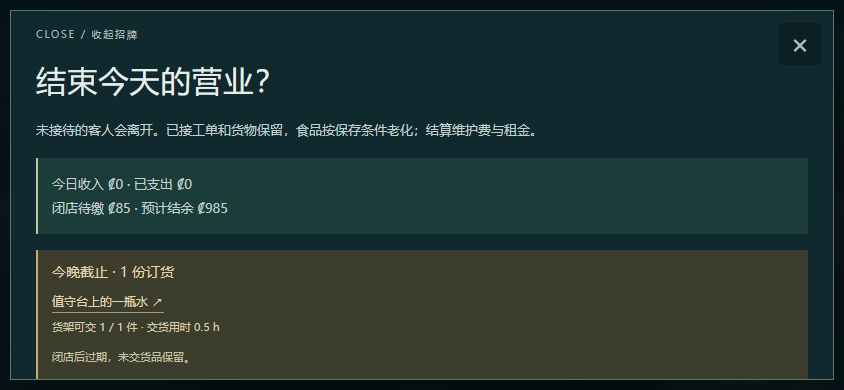 CLOSE / 收起招牌
结束今天的营业？
未接待的客人会离开。已接工单和货物保留，食品按保存条件老化；结算维护费与租金。
今日收入 ₡0 · 已支出 ₡0
闭店待缴 ₡85 · 预计结余 ₡985
今晚截止 · 1 份订货
值守台上的一瓶水 ↗
货架可交 1 / 1 件 · 交货用时 0.5 h
闭店后过期，未交货品保留。